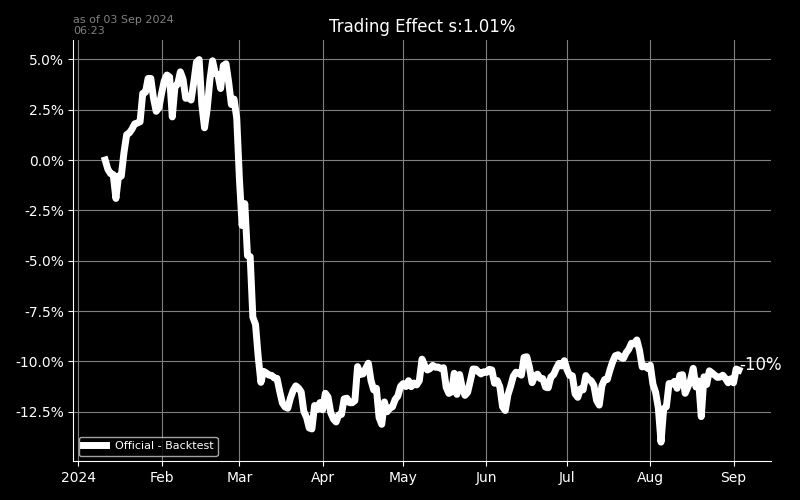 as of 03 Sep 2024
06:23
Trading Effect s:1.01%
5.0%
2.5%
0.0%
-2.5%
-5.0%
-7.5%
-10.0%
-12.5%
-10%
Official - Backtest
2024 Feb Mar Apr May Jun Jul Aug Sep